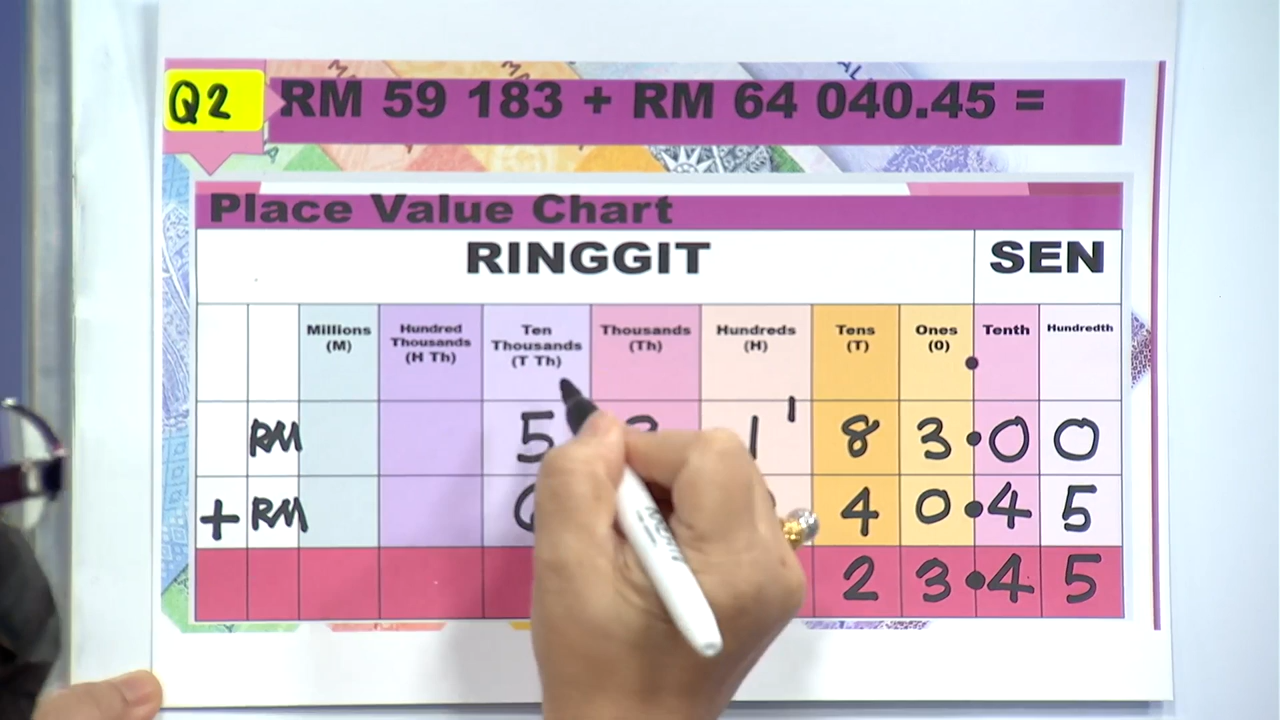 Q2 RM 59 183 + RM 64 040.45 =
Place Value Chart
RINGGIT SEN
Millions (M) Hundred Thousands (H Th) Ten Thousands (T Th) Thousands (Th) Hundreds (H) Tens (T) Ones (0) • Tenth Hundredth
RM 5 1 1 8 3 • 0 0
+ RM 4 0 • 4 5
2 3 • 4 5